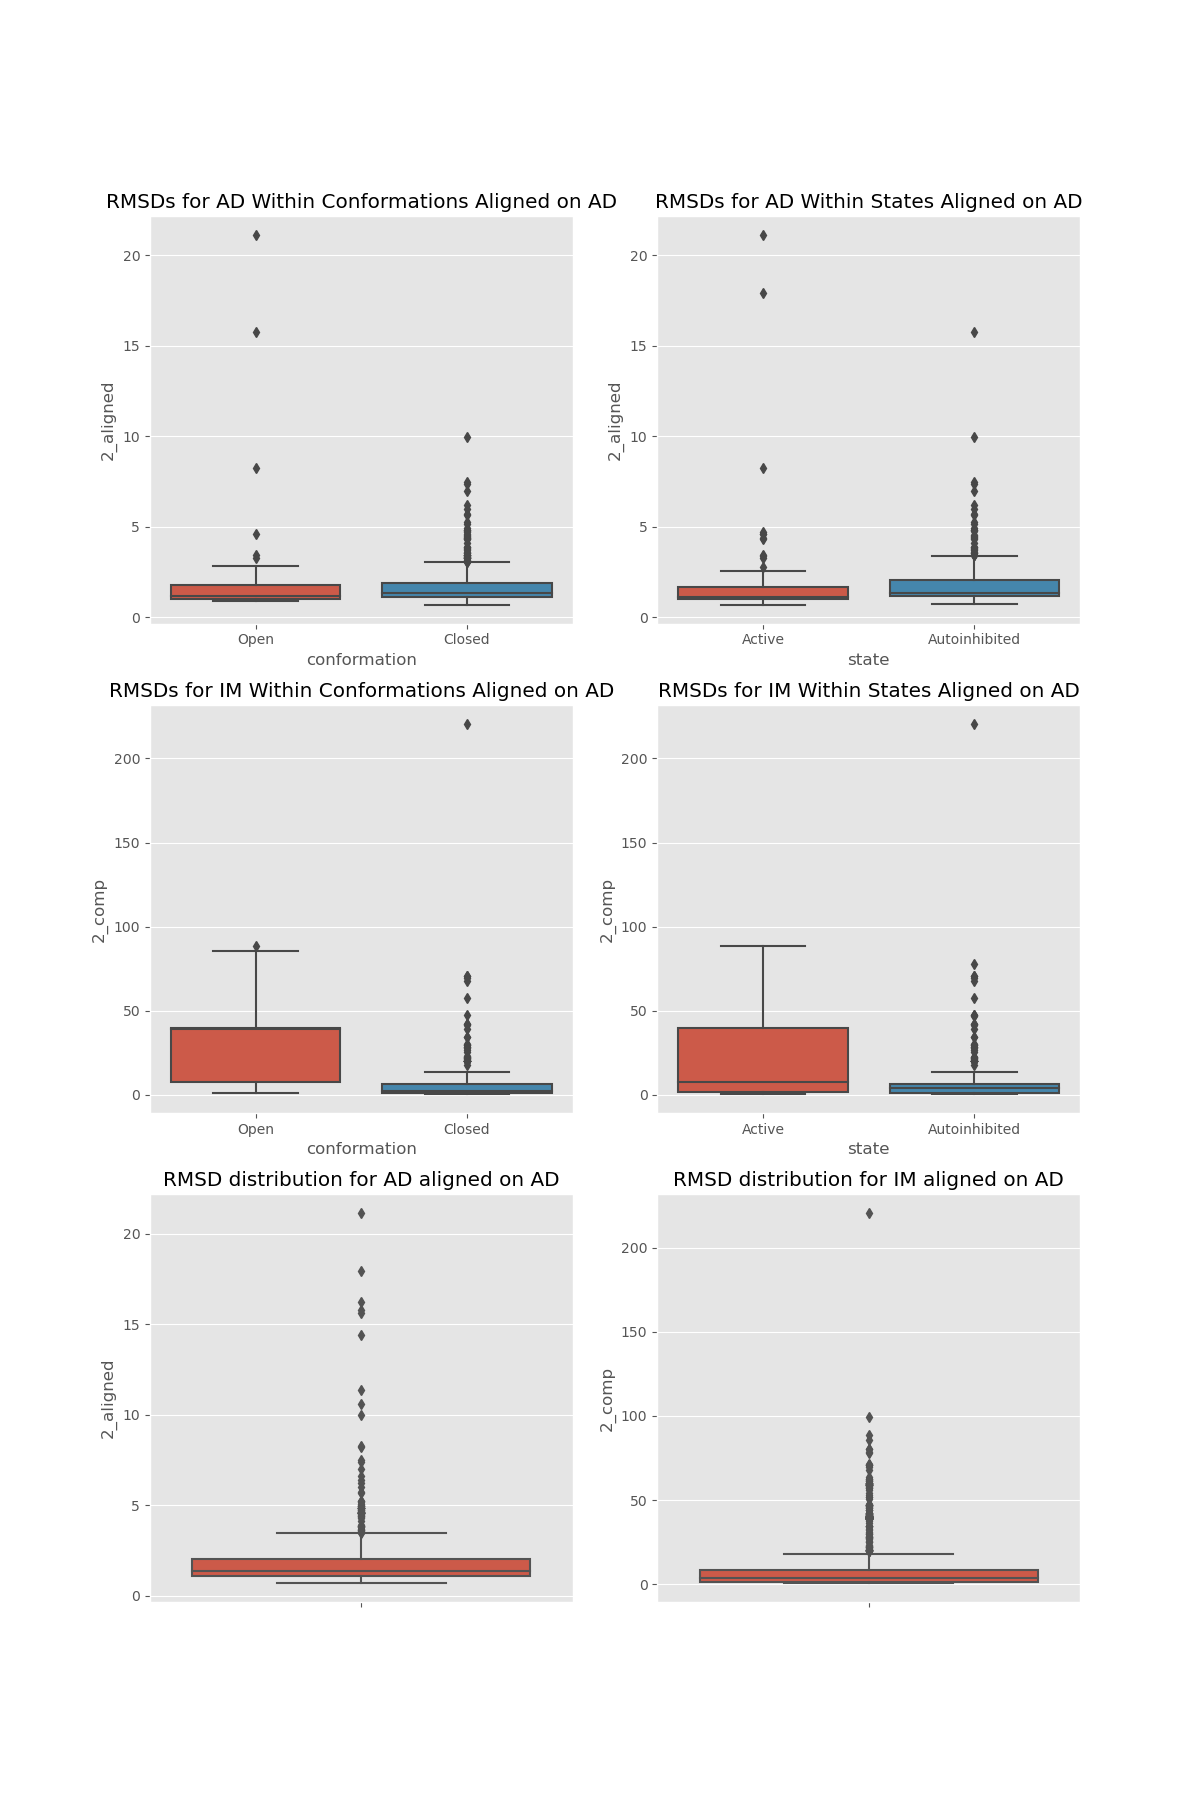 RMSDs for AD Within Conformations Aligned on AD
RMSDs for AD Within States Aligned on AD
20
15
10
5
0
2_aligned
Open
Closed
conformation
20
15
10
5
0
2_aligned
Active
Autoinhibited
state
RMSDs for IM Within Conformations Aligned on AD
RMSDs for IM Within States Aligned on AD
200
150
100
50
0
2_comp
Open
Closed
conformation
200
150
100
50
0
2_comp
Active
Autoinhibited
state
RMSD distribution for AD aligned on AD
RMSD distribution for IM aligned on AD
20
15
10
5
0
2_aligned
200
150
100
50
0
2_comp